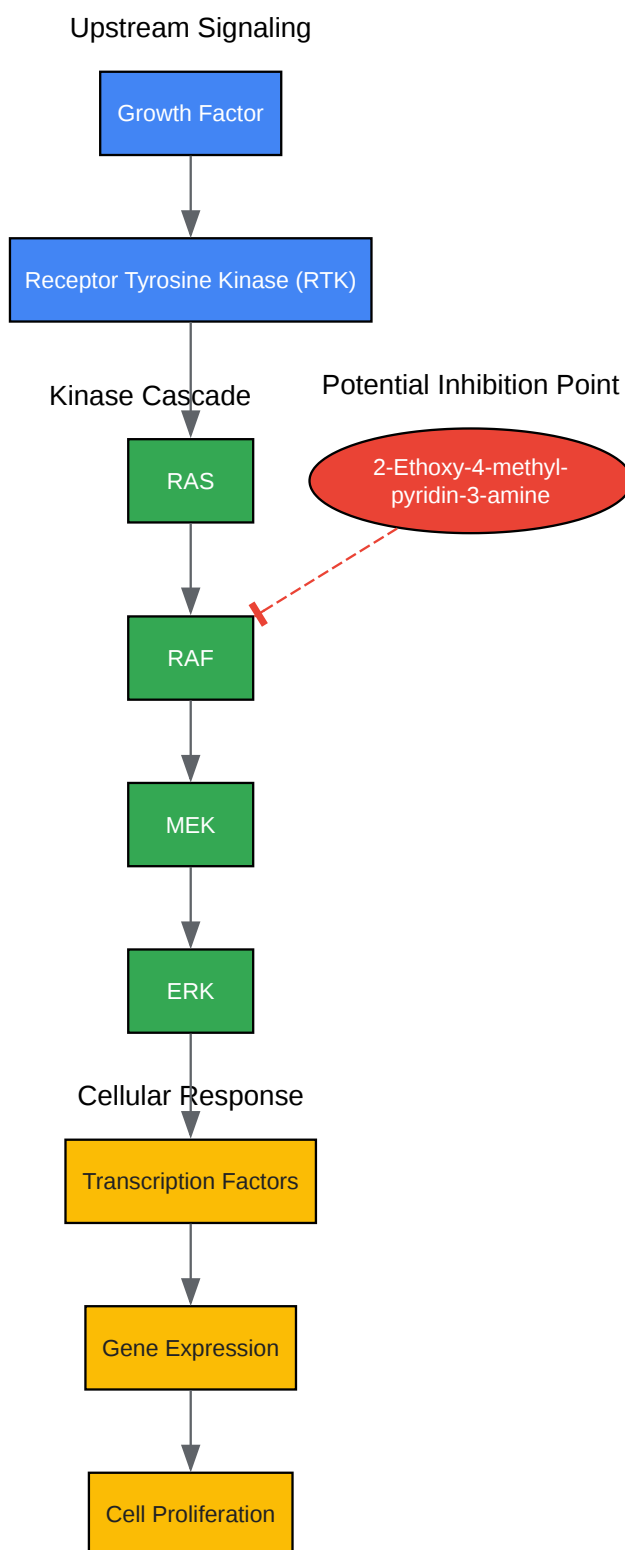 Upstream Signaling
Growth Factor
Receptor Tyrosine Kinase (RTK)
Kinase Cascade
Potential Inhibition Point
RAS
2-Ethoxy-4-methyl-
pyridin-3-amine
RAF
MEK
ERK
Cellular Response
Transcription Factors
Gene Expression
Cell Proliferation